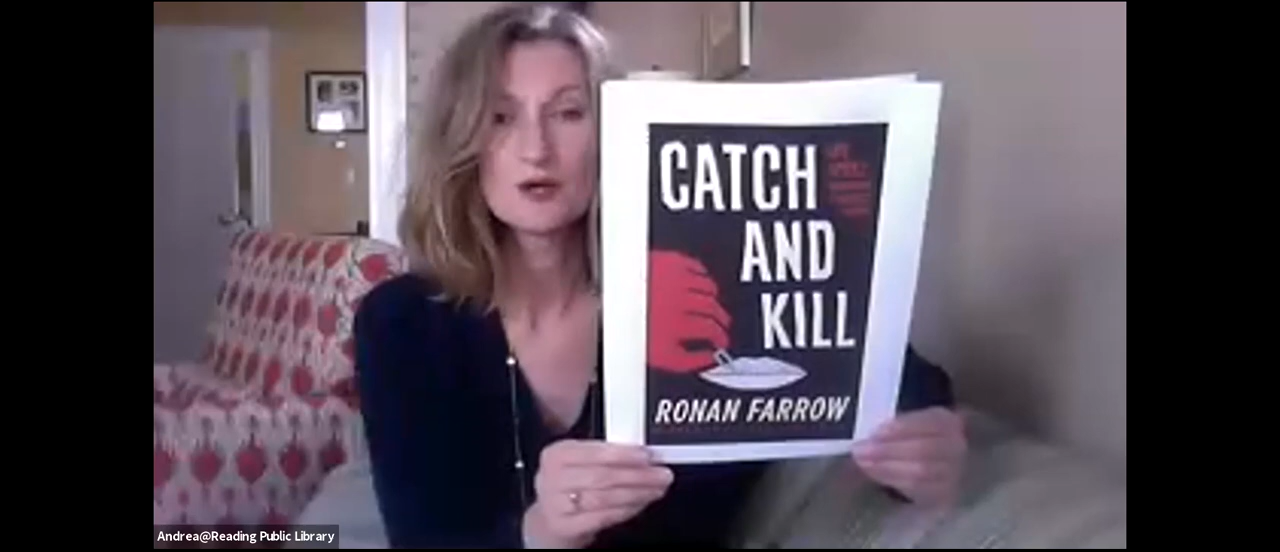 CATCH
AND
KILL
RONAN FARROW
Andrea@Reading Public Library